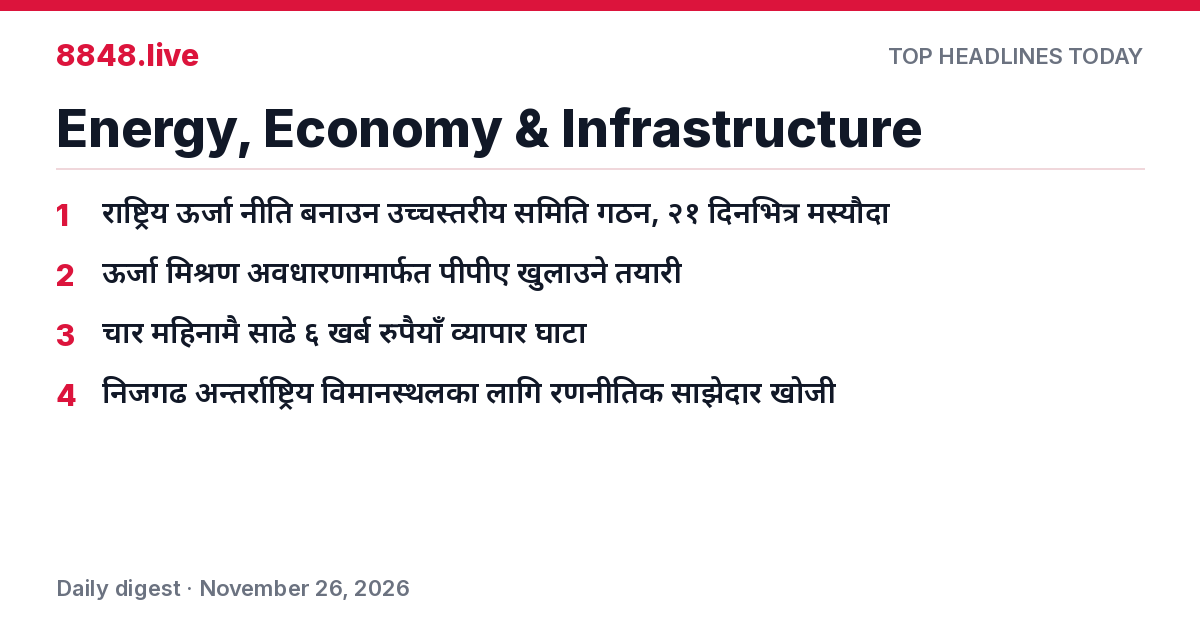 8848.live
TOP HEADLINES TODAY
Energy, Economy & Infrastructure
1 राष्ट्रिय ऊर्जा नीति बनाउन उच्चस्तरीय समिति गठन, २१ दिनभित्र मस्यौदा
2 ऊर्जा मिश्रण अवधारणामार्फत पीपीए खुलाउने तयारी
3 चार महिनामै साढे ६ खर्ब रुपैयाँ व्यापार घाटा
4 निजगढ अन्तर्राष्ट्रिय विमानस्थलका लागि रणनीतिक साझेदार खोजी
Daily digest · November 26, 2026